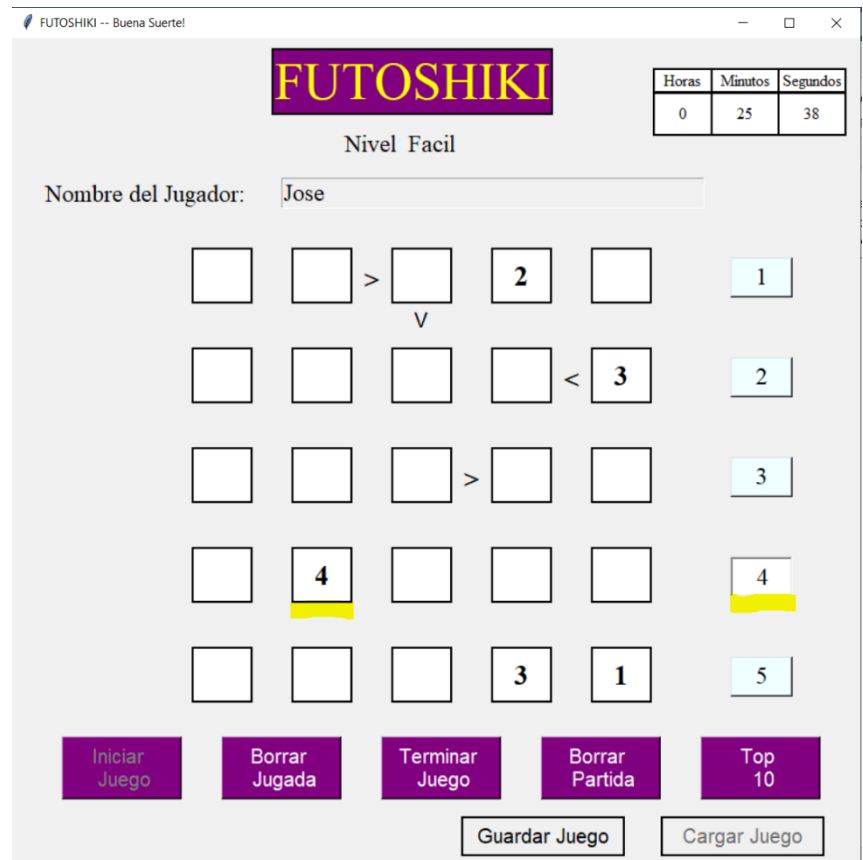 FUTOSHIKI -- Buena Suerte!
FUTOSHIKI
Horas Minutos Segundos
0 25 38
Nivel Facil
Nombre del Jugador: Jose
> 2 1
V
< 3 2
> 3
4 4
3 1 5
Iniciar Juego
Borrar Jugada
Terminar Juego
Borrar Partida
Top 10
Guardar Juego Cargar Juego